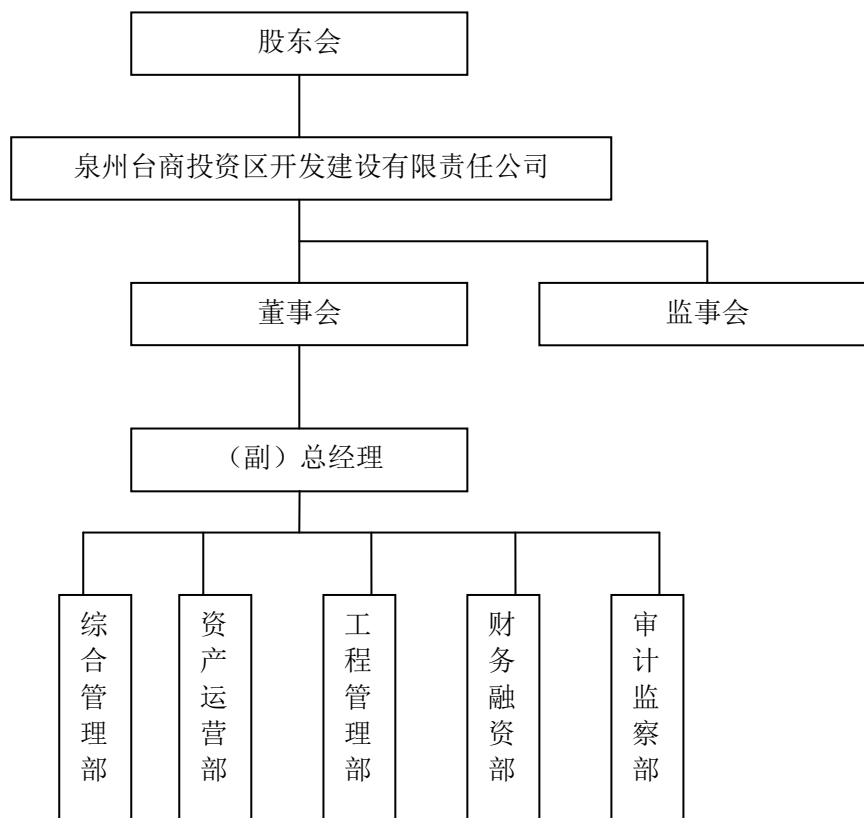 股东会
泉州台商投资区开发建设有限责任公司
董事会
监事会
（副）总经理
综合管理部
资产运营部
工程管理部
财务融资部
审计监察部